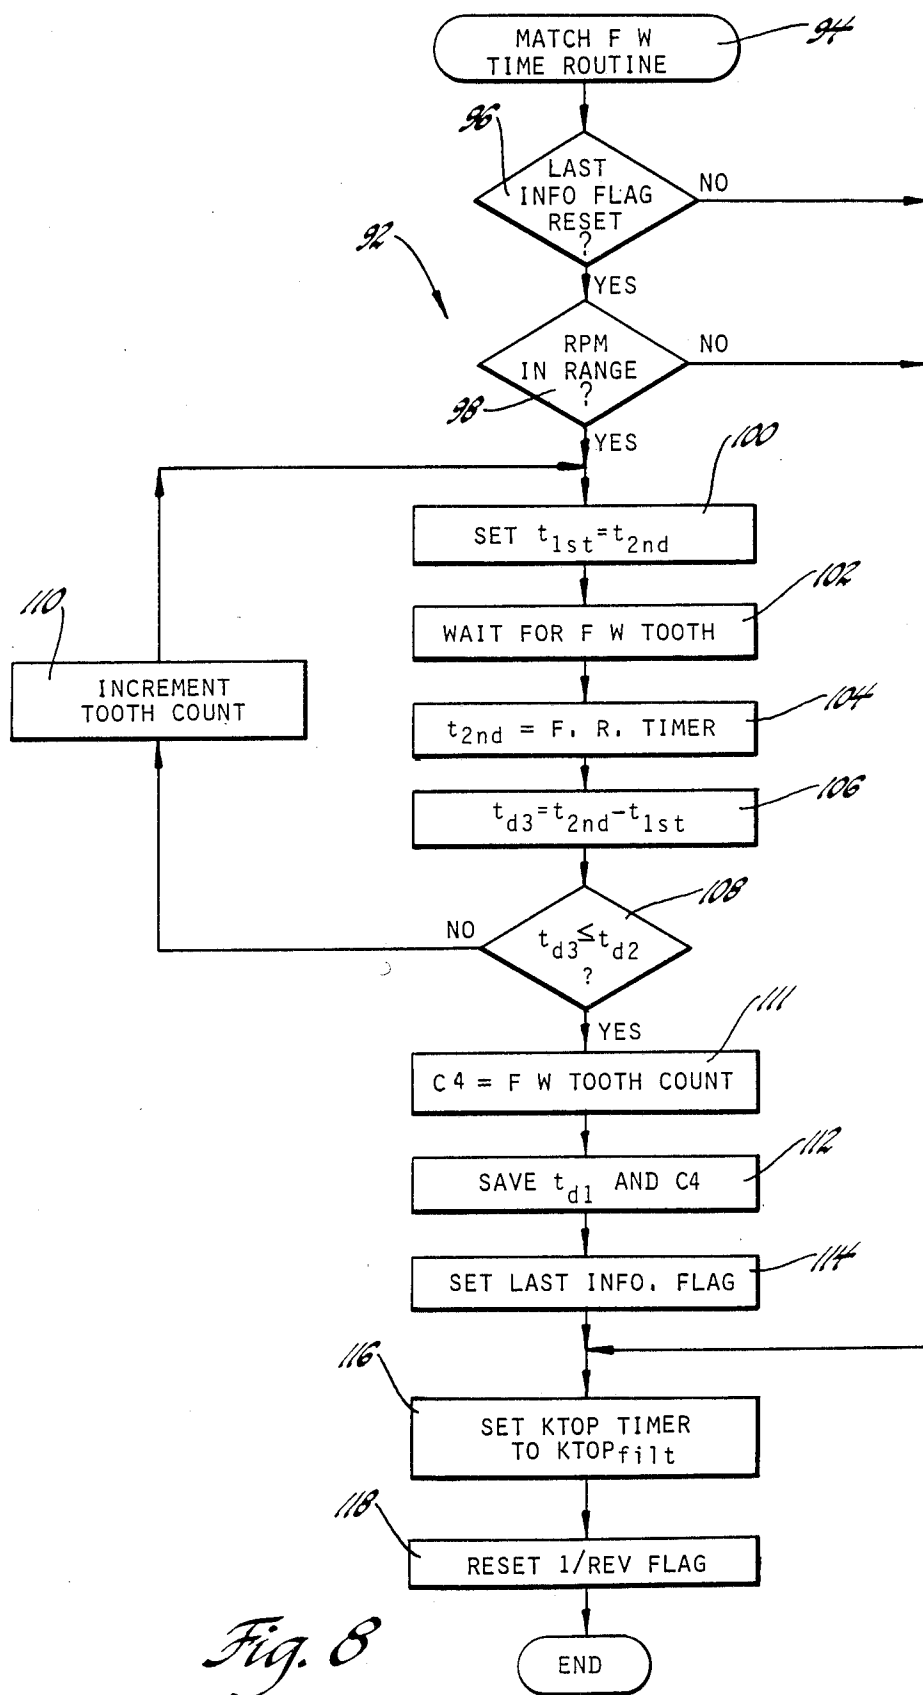 MATCH F W
TIME ROUTINE
94
96
LAST
INFO FLAG
RESET
?
NO
92
YES
RPM
IN RANGE
?
NO
98
YES
100
SET t1st=t2nd
102
WAIT FOR F W TOOTH
110
INCREMENT
TOOTH COUNT
104
t2nd = F. R. TIMER
106
td3=t2nd-t1st
108
NO
td3≤td2
?
YES
111
C4 = F W TOOTH COUNT
112
SAVE td1 AND C4
114
SET LAST INFO. FLAG
116
SET KTOP TIMER
TO KTOPfilt
118
RESET 1/REV FLAG
END
Fig. 8